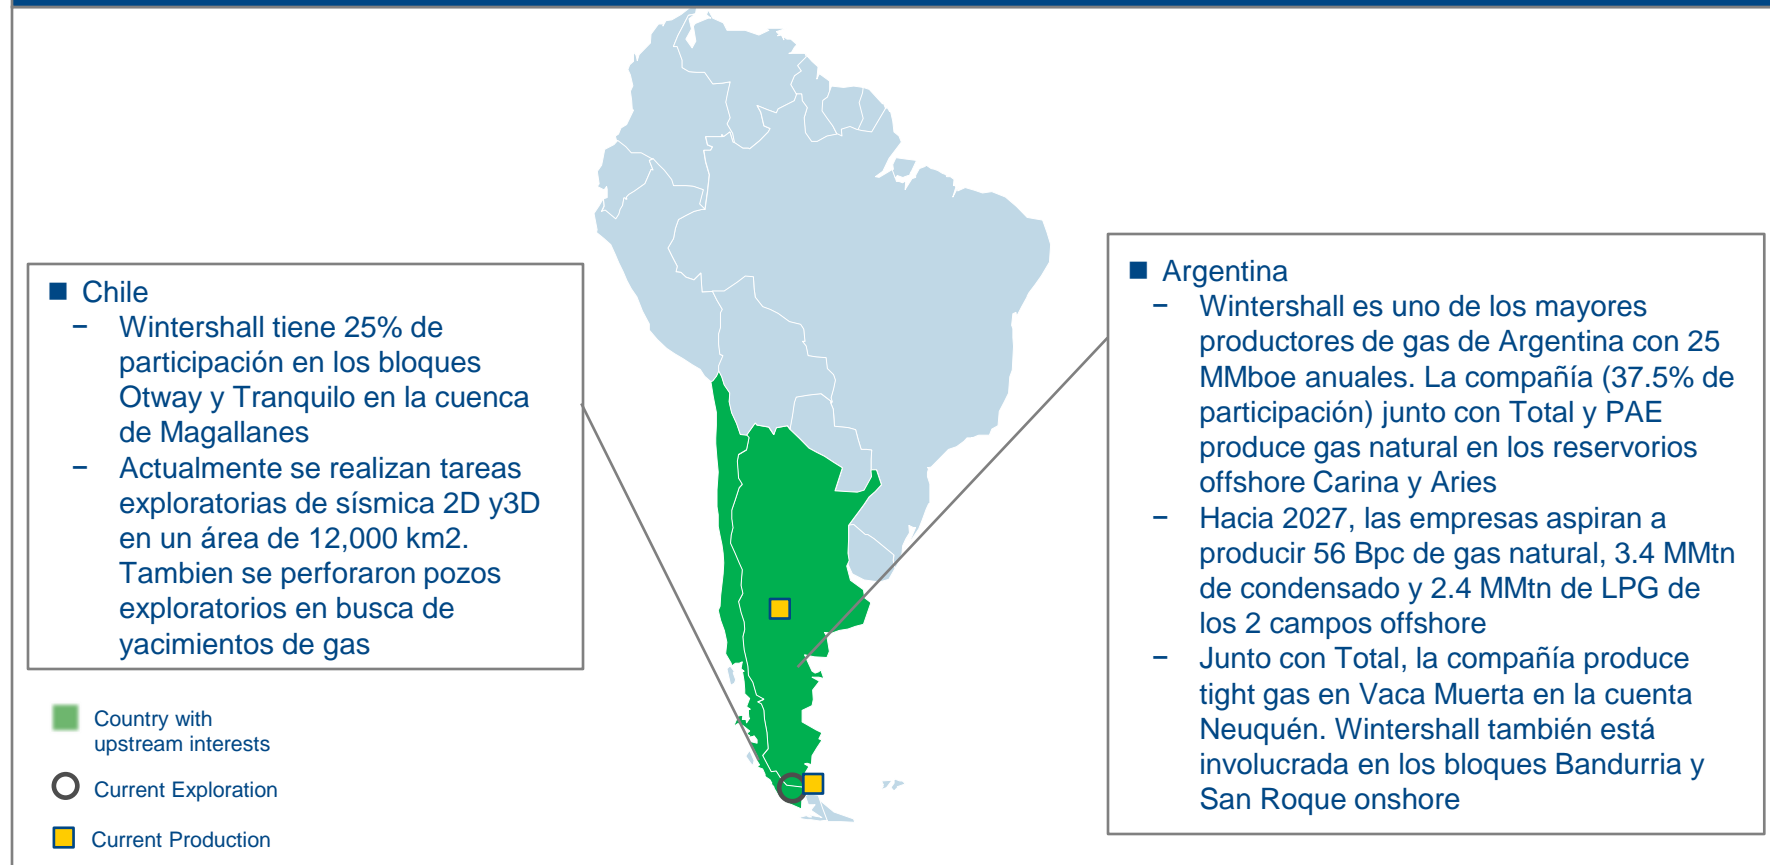 ■ Chile
− Wintershall tiene 25% de
participación en los bloques
Otway y Tranquilo en la cuenca
de Magallanes
− Actualmente se realizan tareas
exploratorias de sísmica 2D y3D
en un área de 12,000 km2.
Tambien se perforaron pozos
exploratorios en busca de
yacimientos de gas
Country with
upstream interests
Current Exploration
Current Production
■ Argentina
− Wintershall es uno de los mayores
productores de gas de Argentina con 25
MMboe anuales. La compañía (37.5% de
participación) junto con Total y PAE
produce gas natural en los reservorios
offshore Carina y Aries
− Hacia 2027, las empresas aspiran a
producir 56 Bpc de gas natural, 3.4 MMtn
de condensado y 2.4 MMtn de LPG de
los 2 campos offshore
− Junto con Total, la compañía produce
tight gas en Vaca Muerta en la cuenta
Neuquén. Wintershall también está
involucrada en los bloques Bandurria y
San Roque onshore